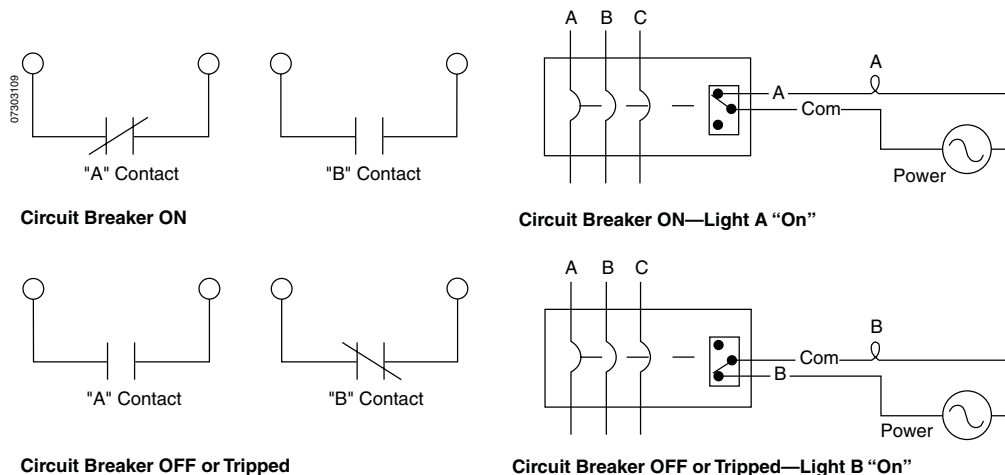 07303109
"A" Contact
"B" Contact
Circuit Breaker ON
A B C
A
A
Com
Power
Circuit Breaker ON—Light A “On”
"A" Contact
"B" Contact
Circuit Breaker OFF or Tripped
A B C
B
Com
B
Power
Circuit Breaker OFF or Tripped—Light B “On”